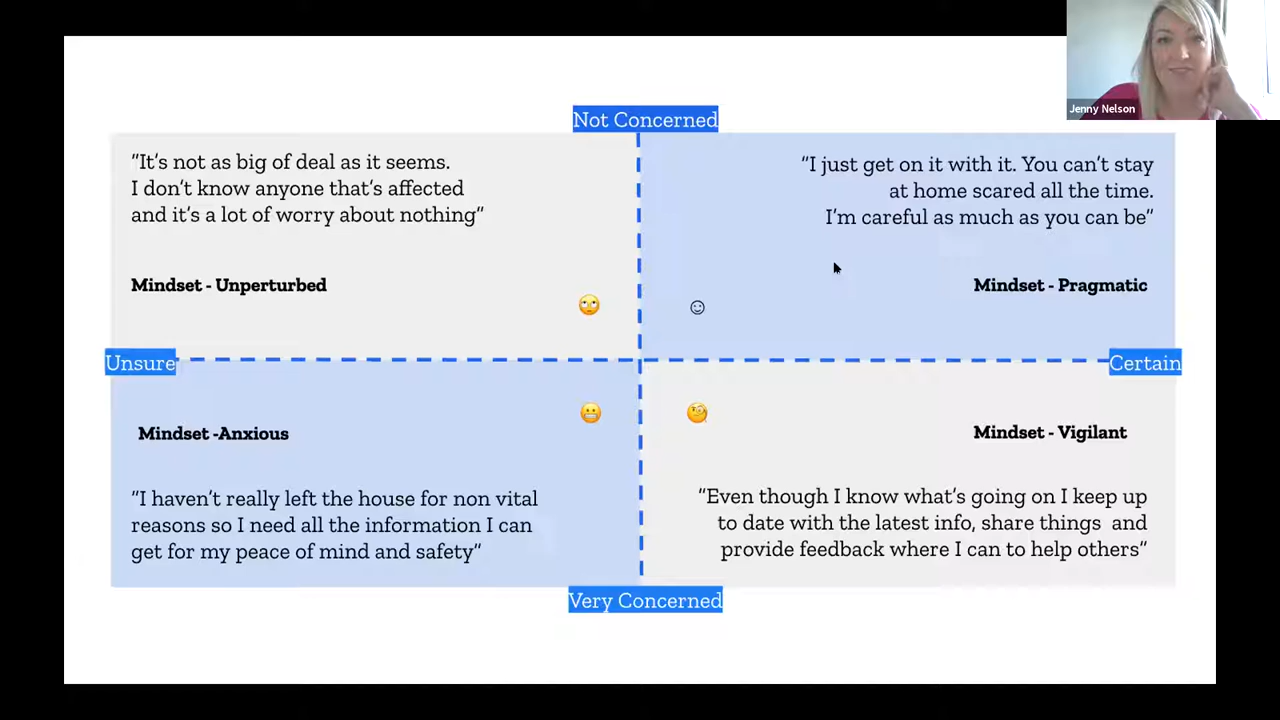 Jenny Nelson
Not Concerned
“It’s not as big of deal as it seems.
I don’t know anyone that’s affected
and it’s a lot of worry about nothing”
Mindset - Unperturbed
“I just get on it with it. You can’t stay
at home scared all the time.
I’m careful as much as you can be”
Mindset - Pragmatic
Unsure
Certain
Mindset -Anxious
“I haven’t really left the house for non vital
reasons so I need all the information I can
get for my peace of mind and safety”
Mindset - Vigilant
“Even though I know what’s going on I keep up
to date with the latest info, share things  and
provide feedback where I can to help others”
Very Concerned